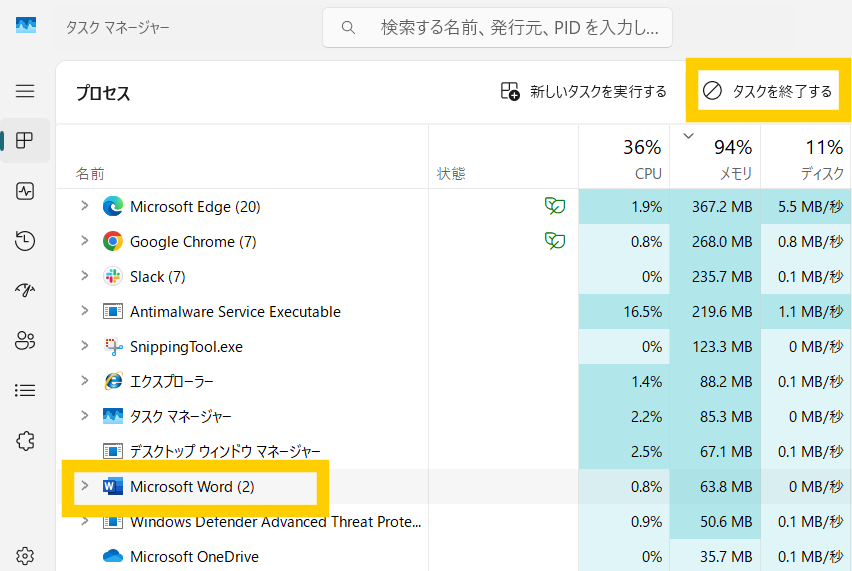 タスク マネージャー
検索する名前、発行元、PID を入力し...
プロセス
新しいタスクを実行する
タスクを終了する
36% 94% 11%
名前 状態 CPU メモリ ディスク
Microsoft Edge (20) 1.9% 367.2 MB 5.5 MB/秒
Google Chrome (7) 0.8% 268.0 MB 0.8 MB/秒
Slack (7) 0% 235.7 MB 0.1 MB/秒
Antimalware Service Executable 16.5% 219.6 MB 1.1 MB/秒
SnippingTool.exe 0% 123.3 MB 0 MB/秒
エクスプローラー 1.4% 88.2 MB 0.1 MB/秒
タスク マネージャー 2.2% 85.3 MB 0 MB/秒
デスクトップ ウィンドウ マネージャー 2.5% 67.1 MB 0.1 MB/秒
Microsoft Word (2) 0.8% 63.8 MB 0 MB/秒
Windows Defender Advanced Threat Prote... 0.9% 50.6 MB 0.1 MB/秒
Microsoft OneDrive 0% 35.7 MB 0.1 MB/秒